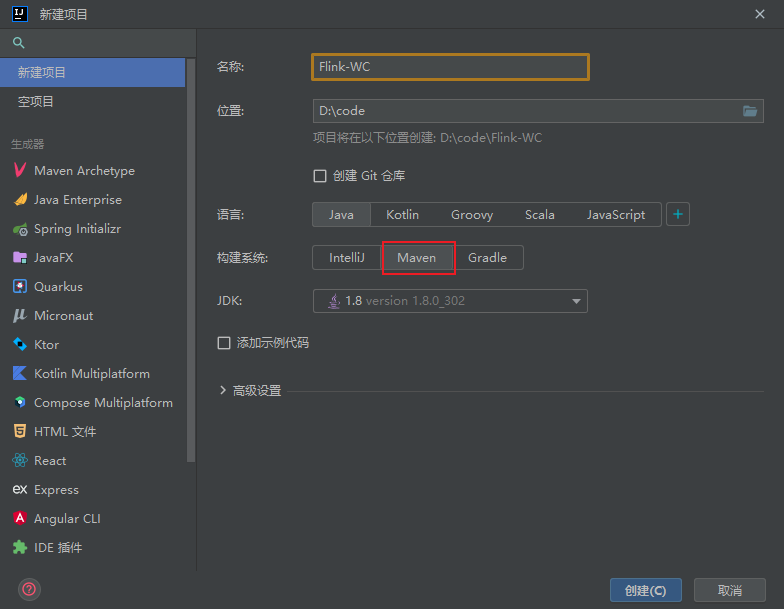 新建项目
新建项目
空项目
生成器
Maven Archetype
Java Enterprise
Spring Initializr
JavaFX
Quarkus
Micronaut
Ktor
Kotlin Multiplatform
Compose Multiplatform
HTML 文件
React
Express
Angular CLI
IDE 插件
名称: Flink-WC
位置: D:\code
项目将在以下位置创建: D:\code\Flink-WC
创建 Git 仓库
语言: Java Kotlin Groovy Scala JavaScript +
构建系统: IntelliJ Maven Gradle
JDK: 1.8 version 1.8.0_302
添加示例代码
高级设置
? 创建(C) 取消